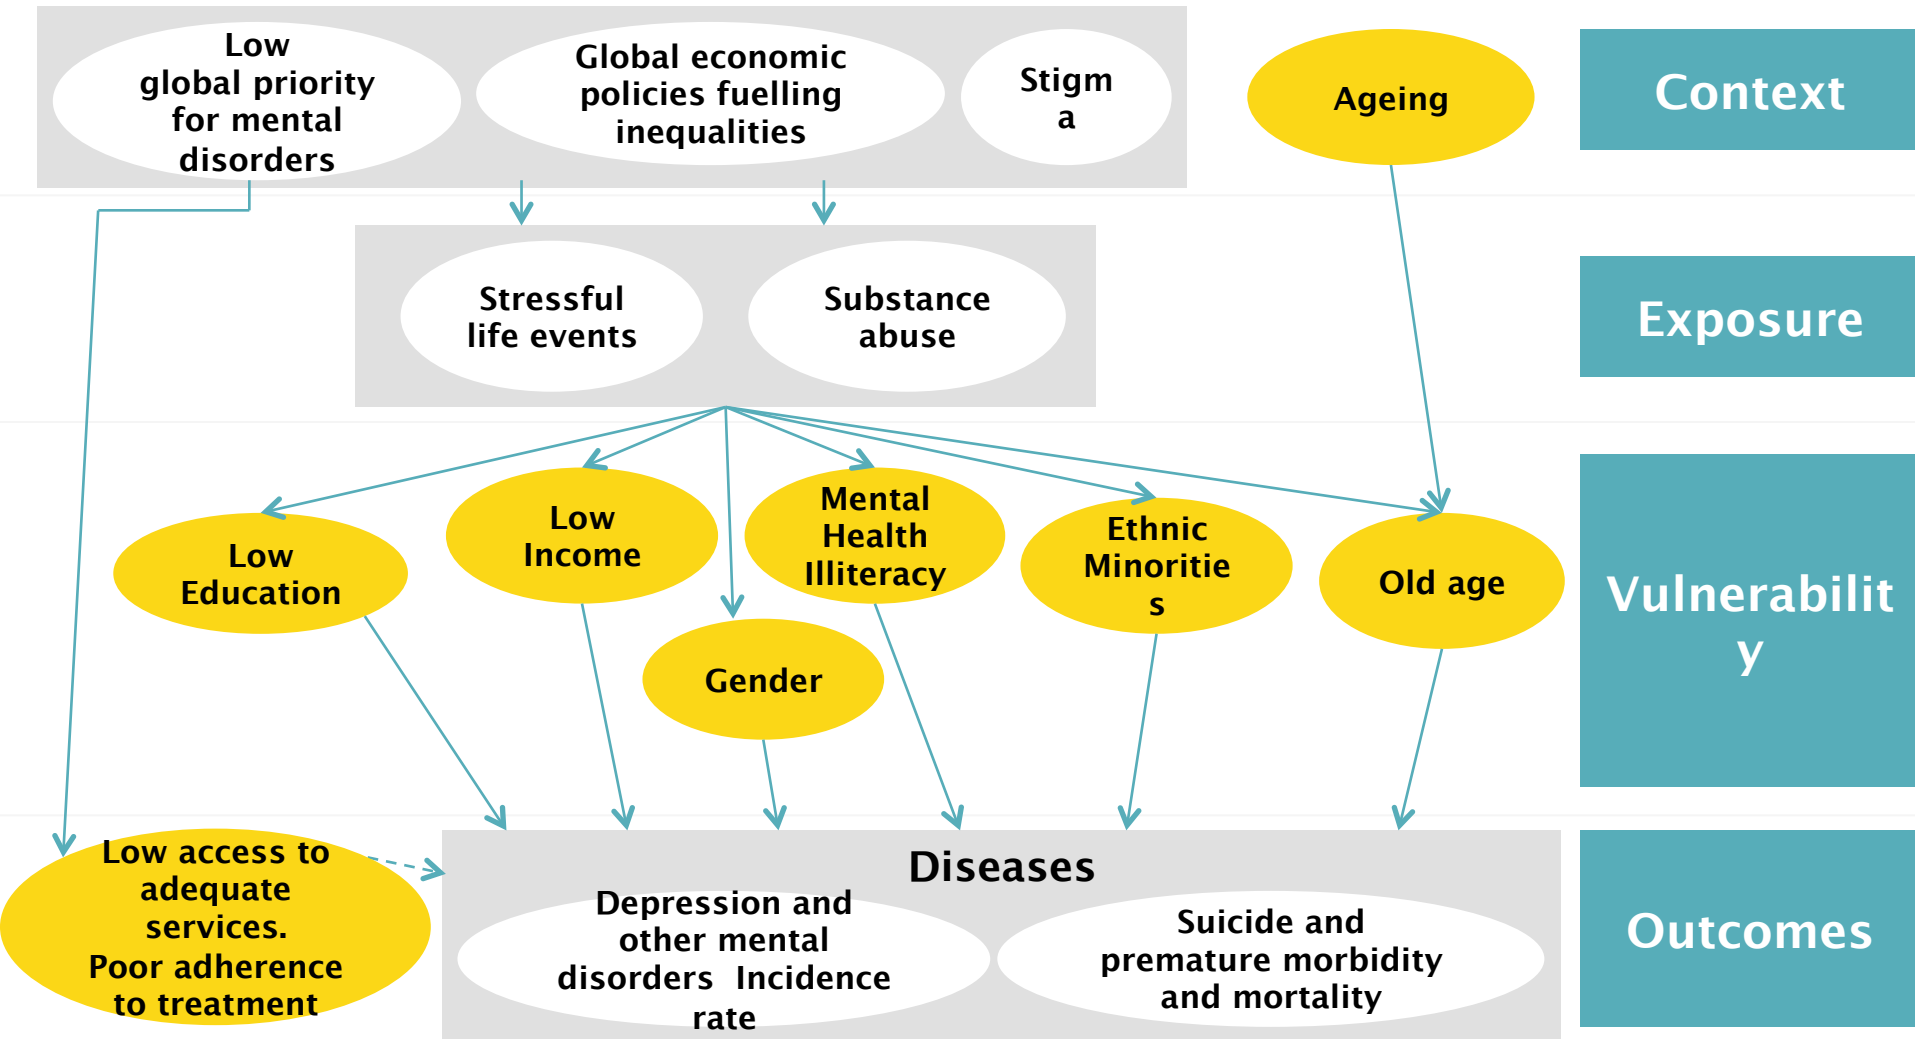 Low
global priority
for mental
disorders
Global economic
policies fuelling
inequalities
Stigm
a
Ageing
Context
Stressful
life events
Substance
abuse
Exposure
Low
Education
Low
Income
Mental
Health
Illiteracy
Ethnic
Minoritie
s
Old age
Gender
Vulnerabilit
y
Low access to
adequate
services.
Poor adherence
to treatment
Diseases
Depression and
other mental
disorders  Incidence
rate
Suicide and
premature morbidity
and mortality
Outcomes